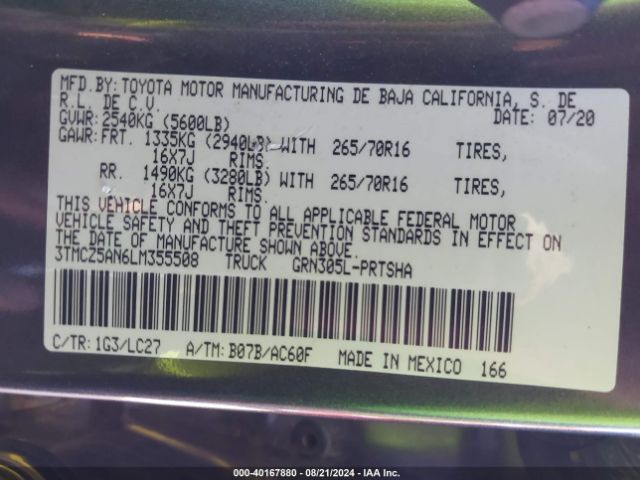 MFD.BY:TOYOTA MOTOR MANUFACTURING DE BAJA CALIFORNIA, S. DE
R.L. DE C.V. DATE: 07/20
GVWR:2540KG (5600LB)
GAWR:FRT. 1335KG (2940LB) WITH 265/70R16 TIRES,
16X7J RIMS.
RR. 1490KG (3280LB) WITH 265/70R16 TIRES,
16X7J RIMS.
THIS VEHICLE CONFORMS TO ALL APPLICABLE FEDERAL MOTOR
VEHICLE SAFETY AND THEFT PREVENTION STANDARDS IN EFFECT ON
THE DATE OF MANUFACTURE SHOWN ABOVE.
3TMCZ5AN6LM355508 TRUCK GRN305L-PRTSHA
C/TR: 1G3/LC27 A/TM: B07B/AC60F MADE IN MEXICO 166
000-40167880 - 08/21/2024 - IAA Inc.